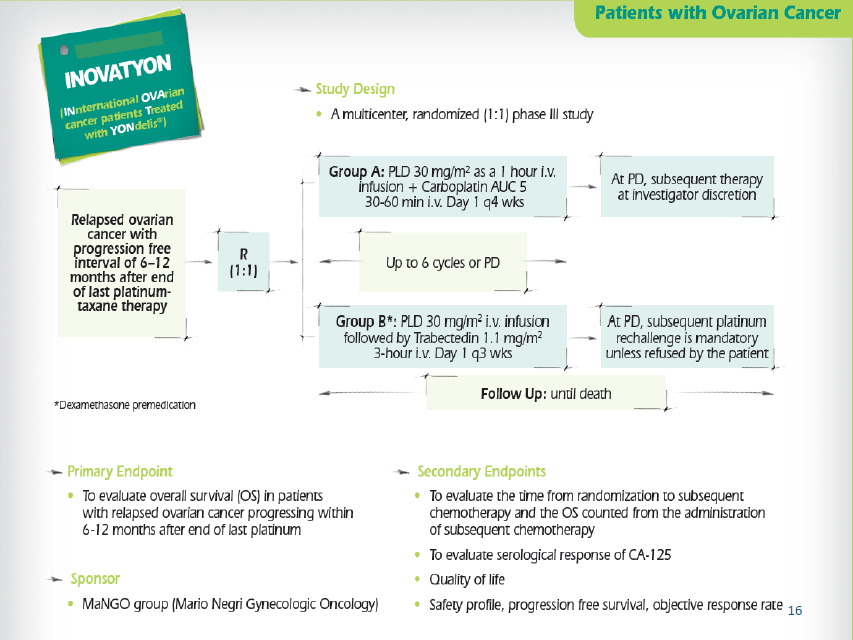 Patients with Ovarian Cancer
INOVATYON
(INnternational OVArian
cancer patients Treated
with YONdelis®)
Study Design
• A multicenter, randomized (1:1) phase III study
Relapsed ovarian
cancer with
progression free
interval of 6–12
months after end
of last platinum-
taxane therapy
R
(1:1)
Group A: PLD 30 mg/m² as a 1 hour i.v.
infusion + Carboplatin AUC 5
30-60 min i.v. Day 1 q4 wks
At PD, subsequent therapy
at investigator discretion
Up to 6 cycles or PD
Group B*: PLD 30 mg/m² i.v. infusion
followed by Trabectedin 1.1 mg/m²
3-hour i.v. Day 1 q3 wks
At PD, subsequent platinum
rechallenge is mandatory
unless refused by the patient
Follow Up: until death
*Dexamethasone premedication
Primary Endpoint
• To evaluate overall survival (OS) in patients
with relapsed ovarian cancer progressing within
6-12 months after end of last platinum
Sponsor
• MaNGO group (Mario Negri Gynecologic Oncology)
Secondary Endpoints
• To evaluate the time from randomization to subsequent
chemotherapy and the OS counted from the administration
of subsequent chemotherapy
• To evaluate serological response of CA-125
• Quality of life
• Safety profile, progression free survival, objective response rate
16